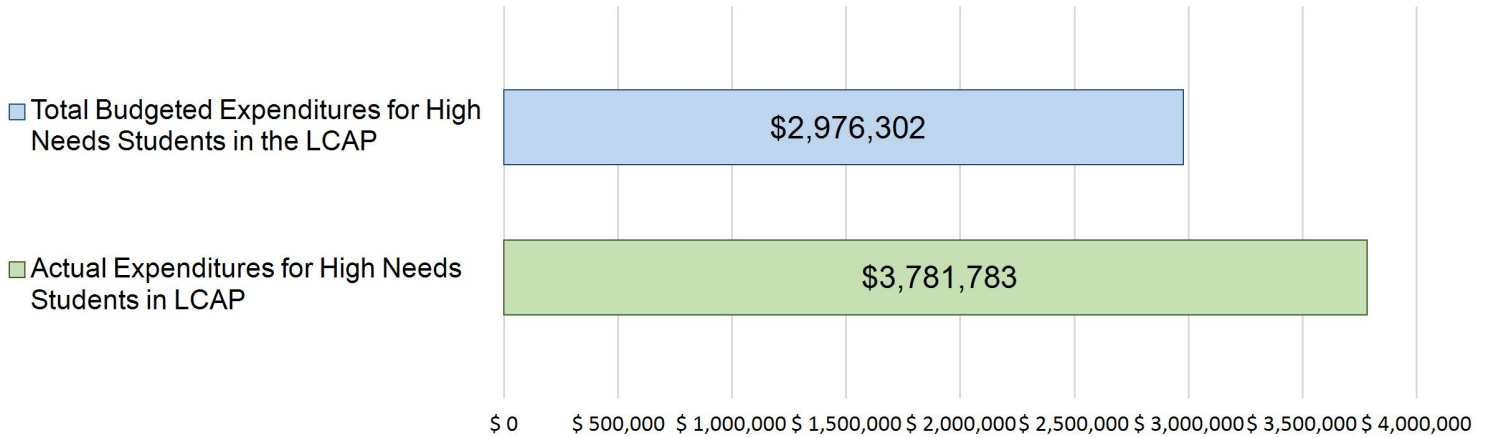 Total Budgeted Expenditures for High
Needs Students in the LCAP
$2,976,302
Actual Expenditures for High Needs
Students in LCAP
$3,781,783
$ 0 $ 500,000 $ 1,000,000 $ 1,500,000 $ 2,000,000 $ 2,500,000 $ 3,000,000 $ 3,500,000 $ 4,000,000